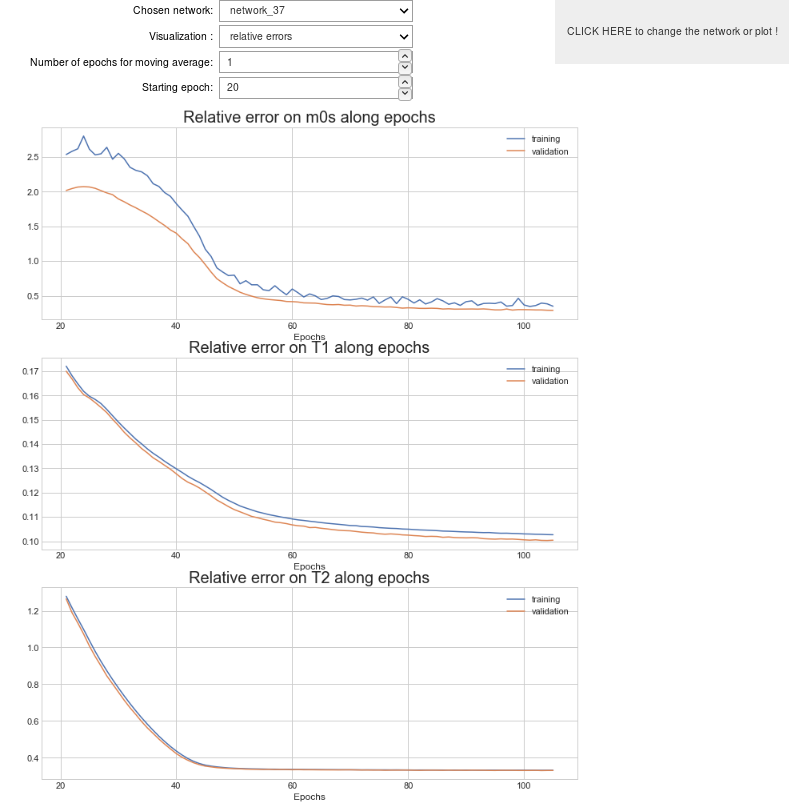 Chosen network: network_37
Visualization : relative errors
CLICK HERE to change the network or plot !
Number of epochs for moving average: 1
Starting epoch: 20
Relative error on m0s along epochs
training
validation
2.5
2.0
1.5
1.0
0.5
20 40 60 80 100
Epochs
Relative error on T1 along epochs
training
validation
0.17
0.16
0.15
0.14
0.13
0.12
0.11
0.10
20 40 60 80 100
Epochs
Relative error on T2 along epochs
training
validation
1.2
1.0
0.8
0.6
0.4
20 40 60 80 100
Epochs